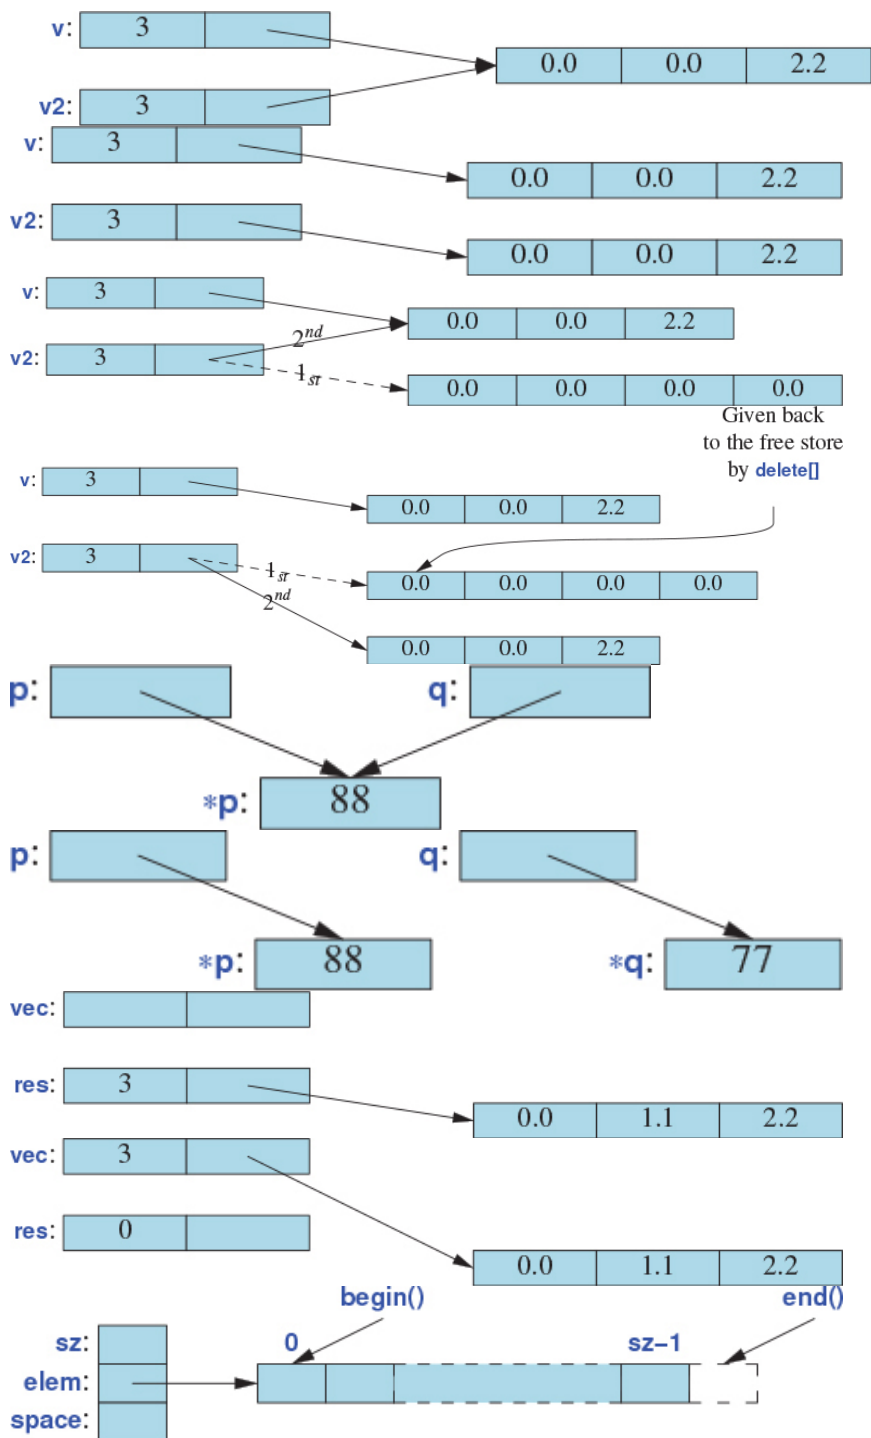 v: 3
0.0 0.0 2.2
v2: 3
v: 3
0.0 0.0 2.2
v2: 3
0.0 0.0 2.2
v: 3
0.0 0.0 2.2
2nd
v2: 3
1st
0.0 0.0 0.0 0.0
Given back
to the free store
by delete[]
v: 3
0.0 0.0 2.2
v2: 3
1st
0.0 0.0 0.0 0.0
2nd
0.0 0.0 2.2
p: q:
*p: 88
p: q:
*p: 88 *q: 77
vec:
res: 3
0.0 1.1 2.2
vec: 3
res: 0
0.0 1.1 2.2
begin() end()
sz: 0 sz-1
elem:
space: